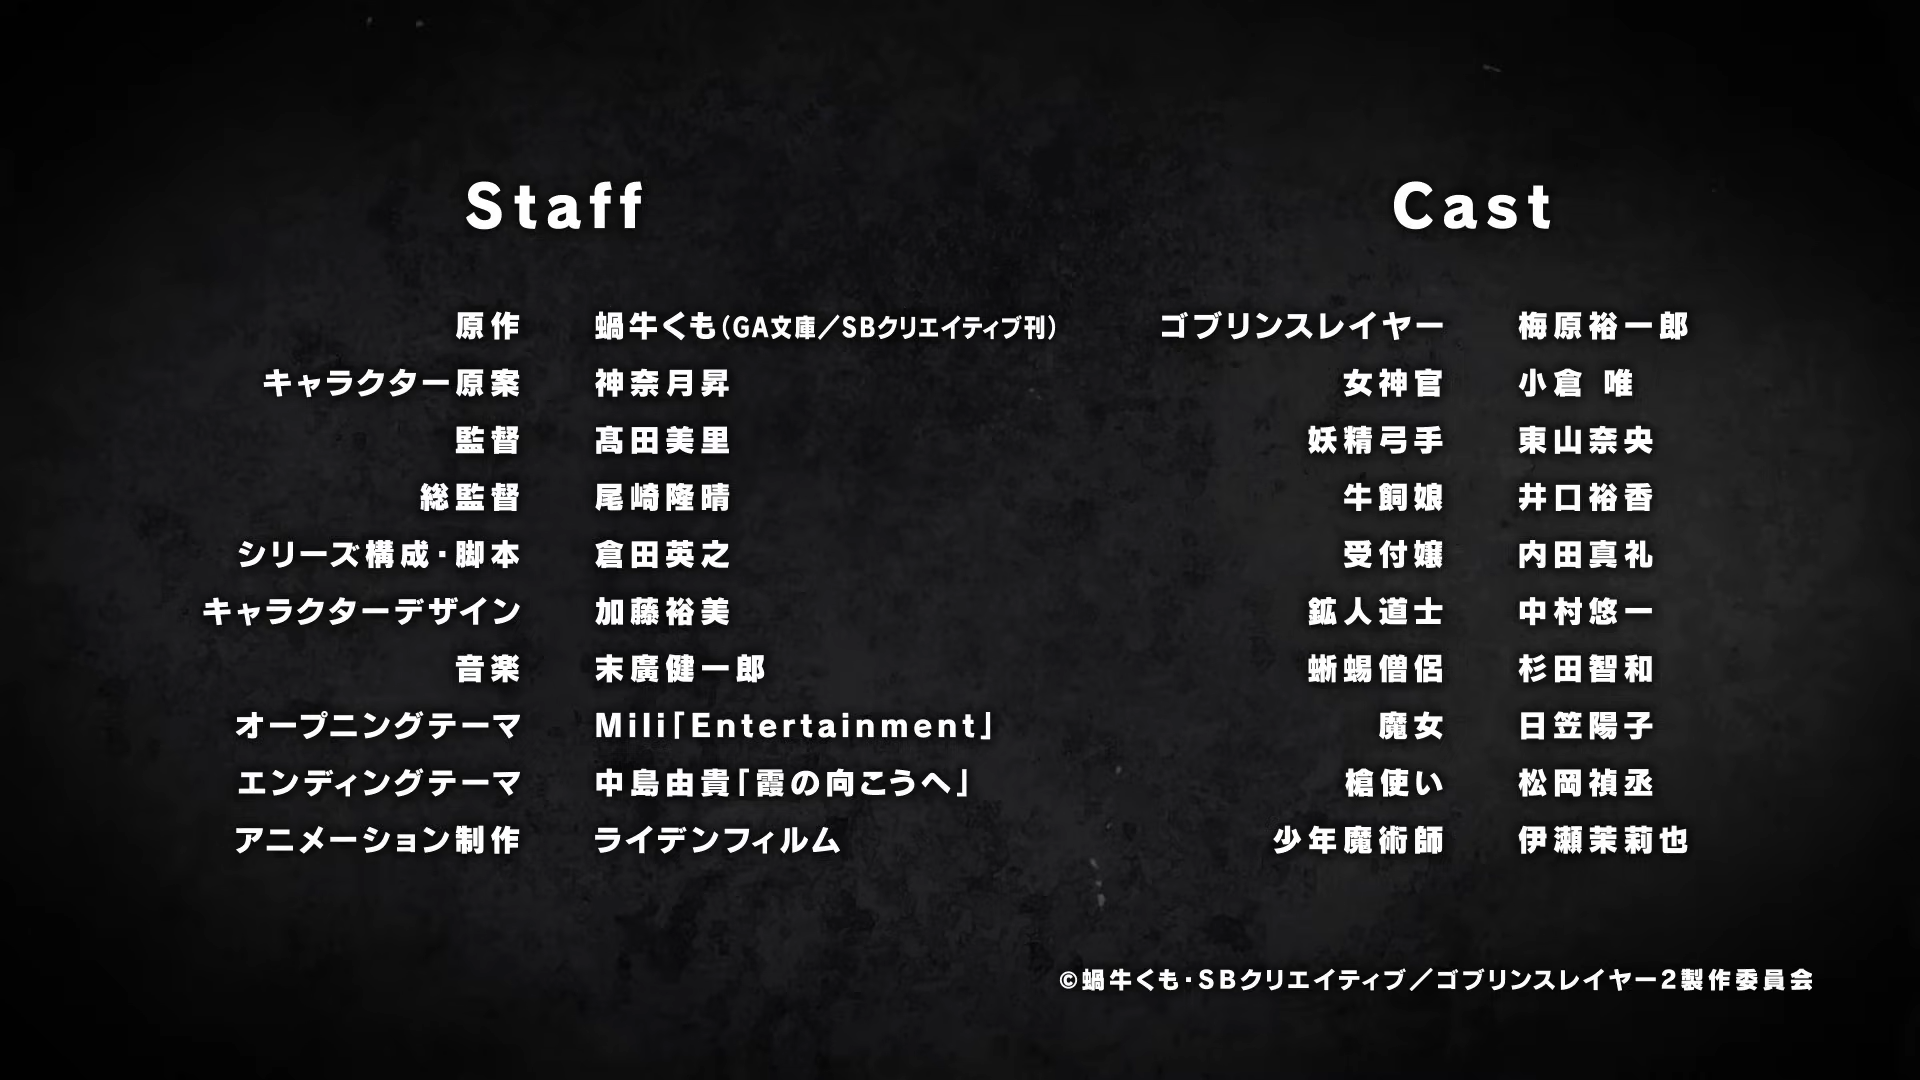 Staff
原作 蝸牛くも(GA文庫／SBクリエイティブ刊)
キャラクター原案 神奈月昇
監督 髙田美里
総監督 尾崎隆晴
シリーズ構成・脚本 倉田英之
キャラクターデザイン 加藤裕美
音楽 末廣健一郎
オープニングテーマ Mili「Entertainment」
エンディングテーマ 中島由貴「霞の向こうへ」
アニメーション制作 ライデンフィルム
Cast
ゴブリンスレイヤー 梅原裕一郎
女神官 小倉 唯
妖精弓手 東山奈央
牛飼娘 井口裕香
受付嬢 内田真礼
鉱人道士 中村悠一
蜥蜴僧侶 杉田智和
魔女 日笠陽子
槍使い 松岡禎丞
少年魔術師 伊瀬茉莉也
©蝸牛くも・SBクリエイティブ／ゴブリンスレイヤー2製作委員会